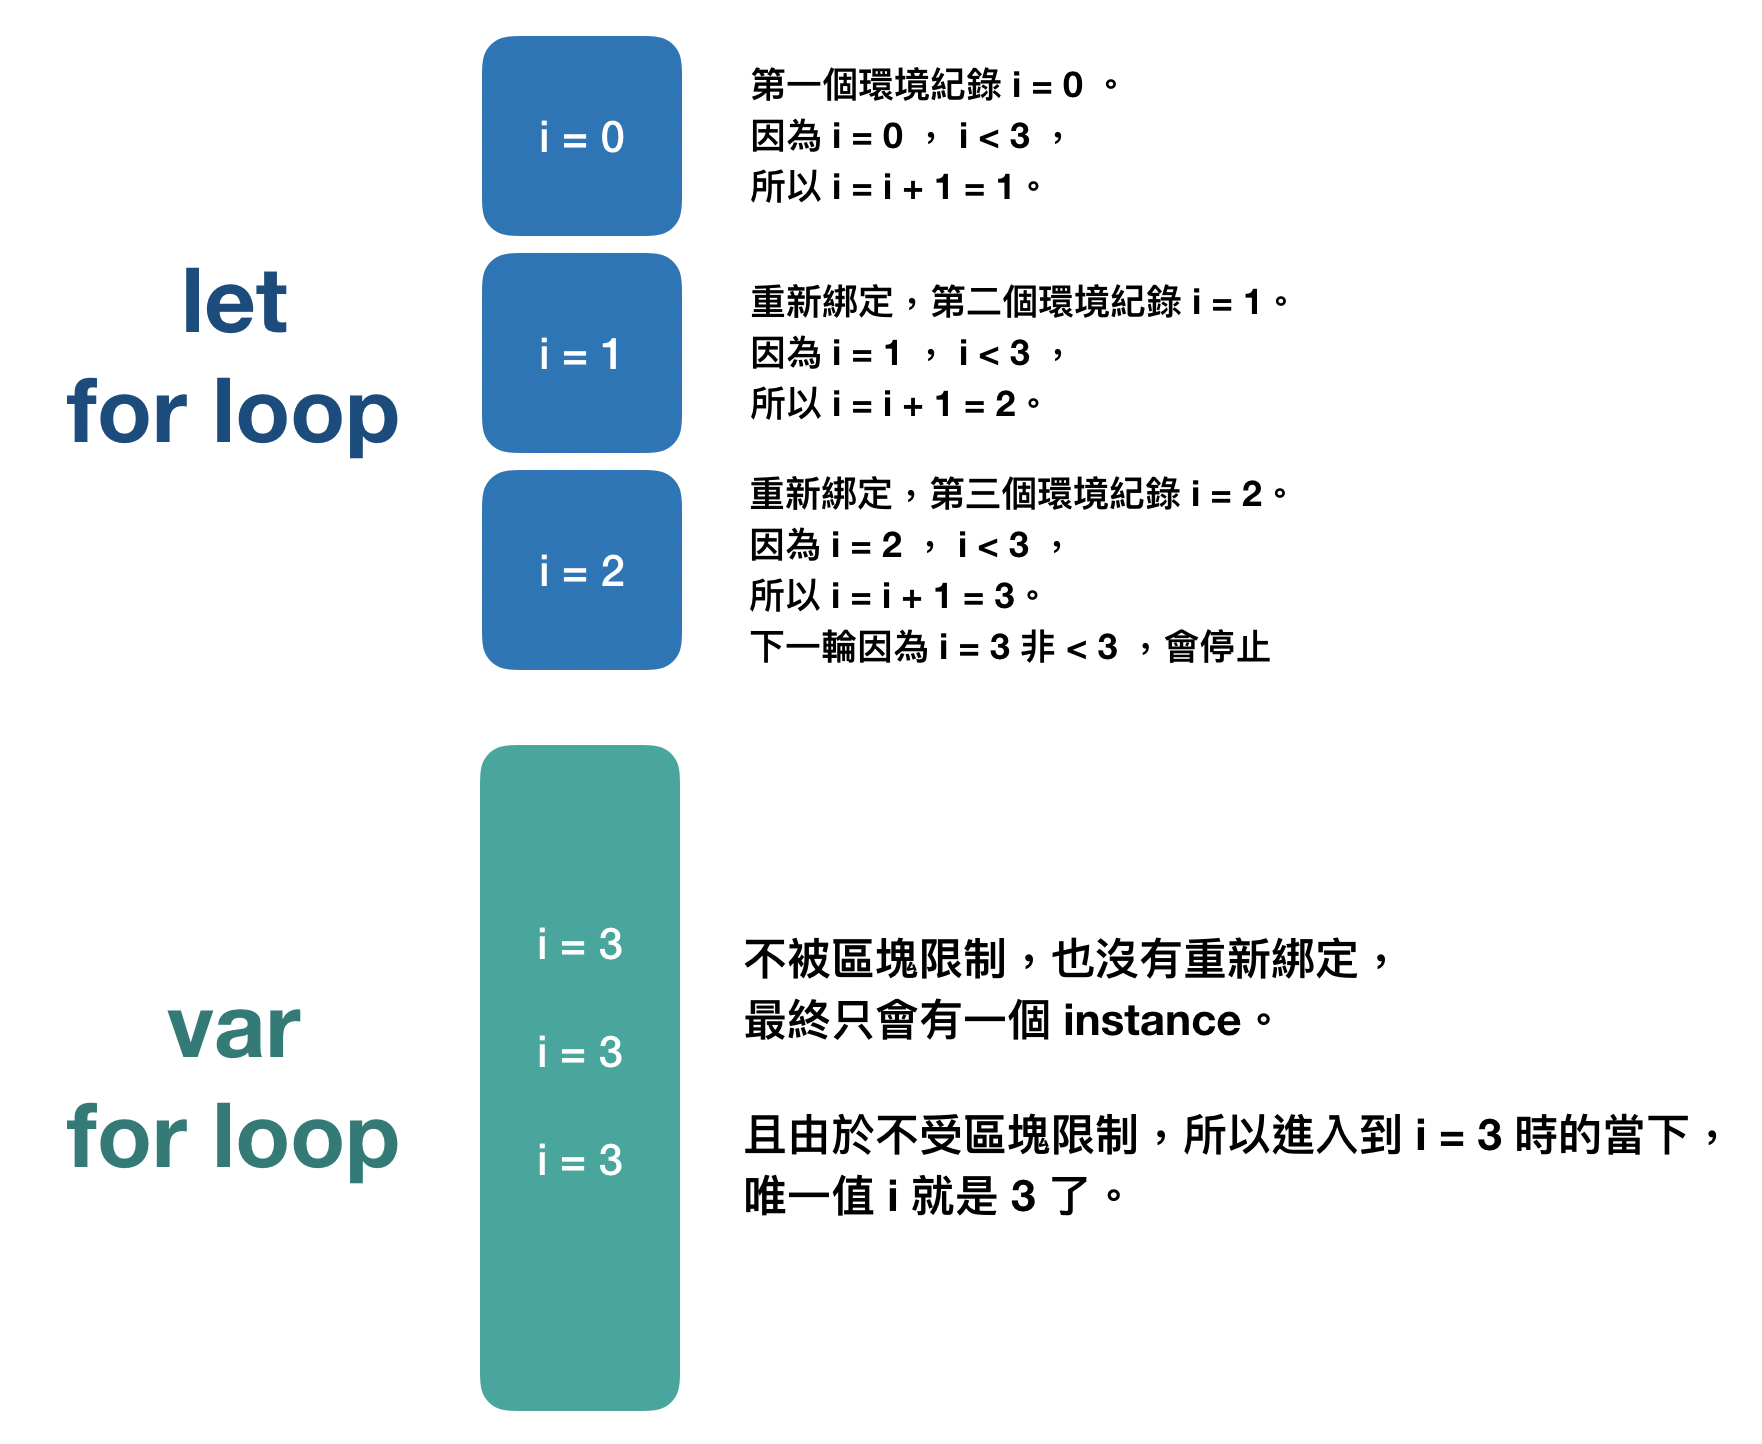 let
for loop
i = 0
第一個環境紀錄 i = 0 。
因為 i = 0 ， i < 3 ，
所以 i = i + 1 = 1。
i = 1
重新綁定，第二個環境紀錄 i = 1。
因為 i = 1 ， i < 3 ，
所以 i = i + 1 = 2。
i = 2
重新綁定，第三個環境紀錄 i = 2。
因為 i = 2 ， i < 3 ，
所以 i = i + 1 = 3。
下一輪因為 i = 3 非 < 3 ，會停止
var
for loop
i = 3
i = 3
i = 3
不被區塊限制，也沒有重新綁定，
最終只會有一個 instance。
且由於不受區塊限制，所以進入到 i = 3 時的當下，
唯一值 i 就是 3 了。